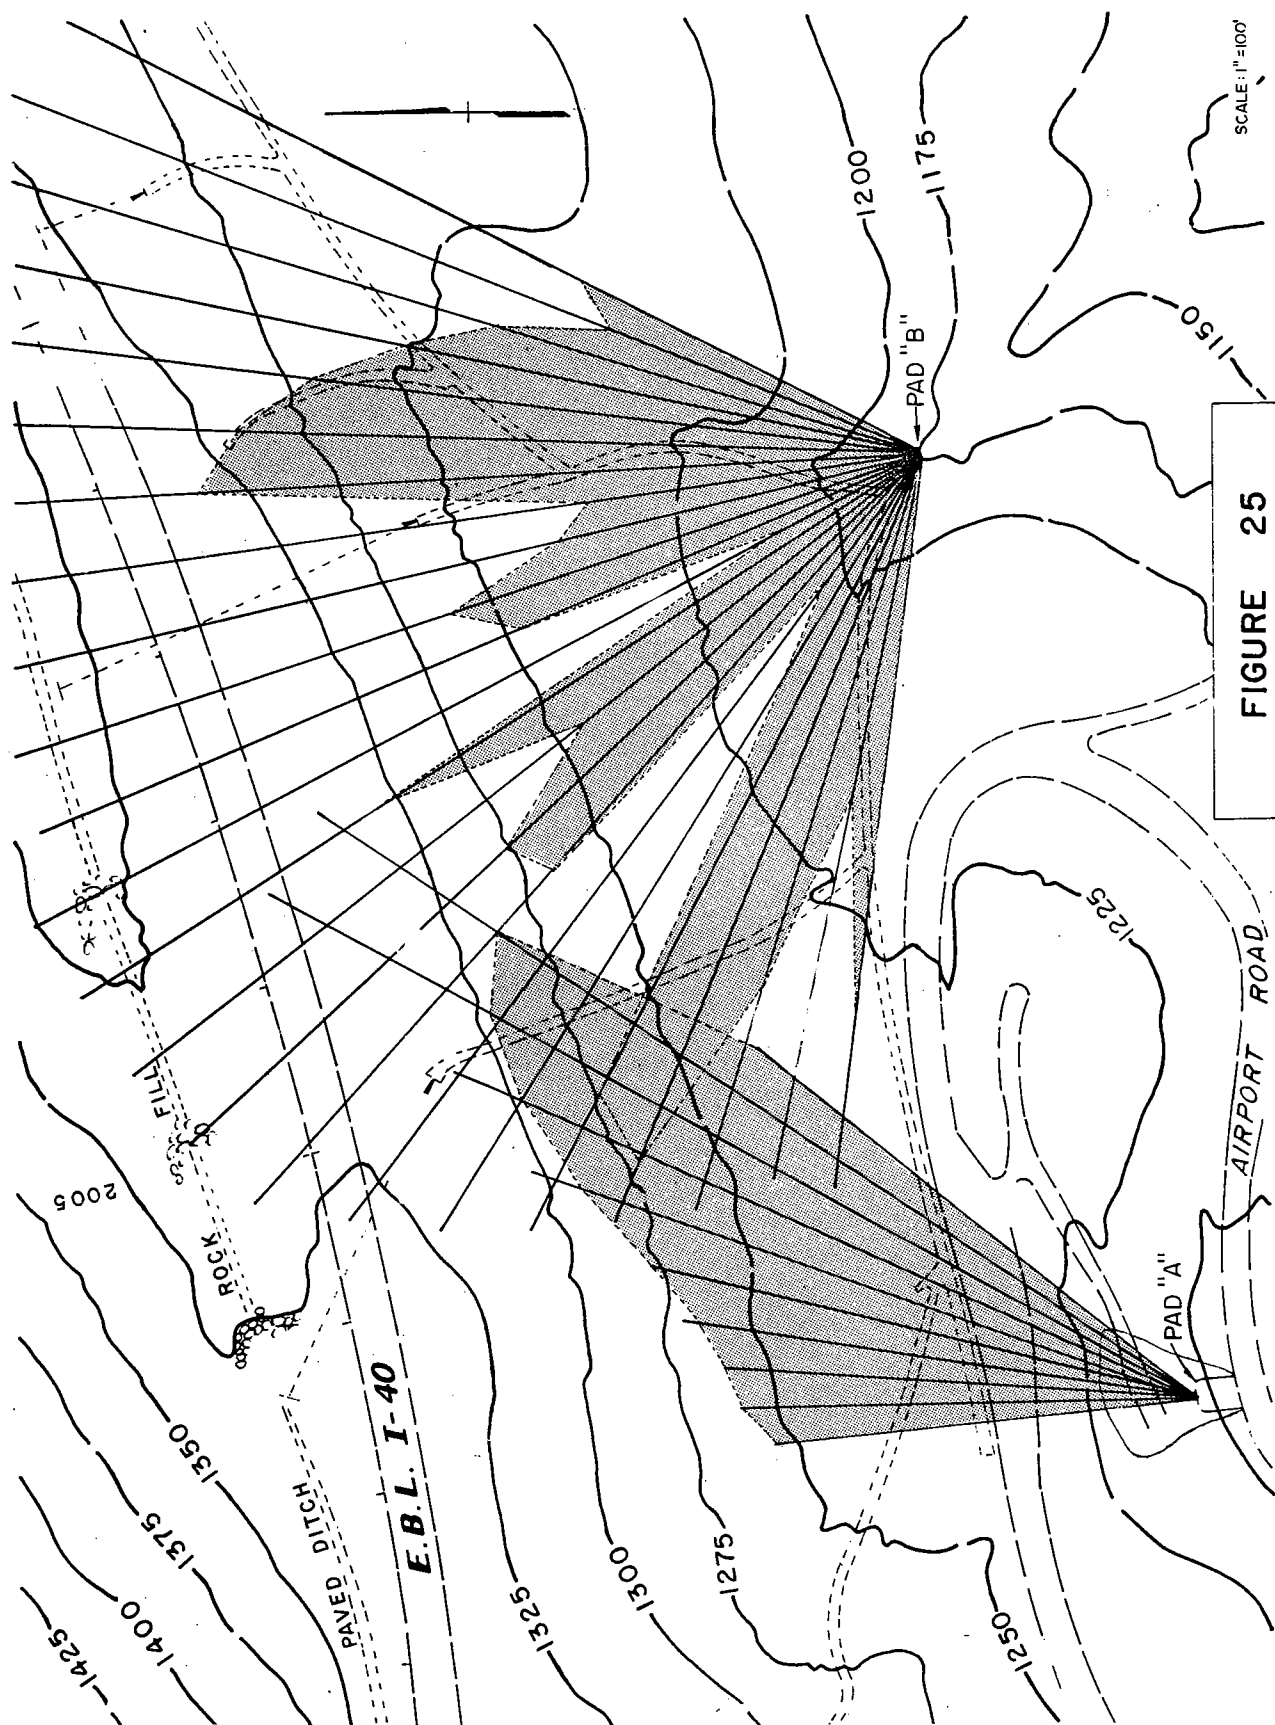 1425
1400
1375
1350
2005
FILL
ROCK
PAVED DITCH
E.B.L. I-40
1325
1300
1275
1250
1225
1200
1175
1150
PAD "B"
PAD "A"
AIRPORT ROAD
SCALE: 1"=100'
FIGURE 25